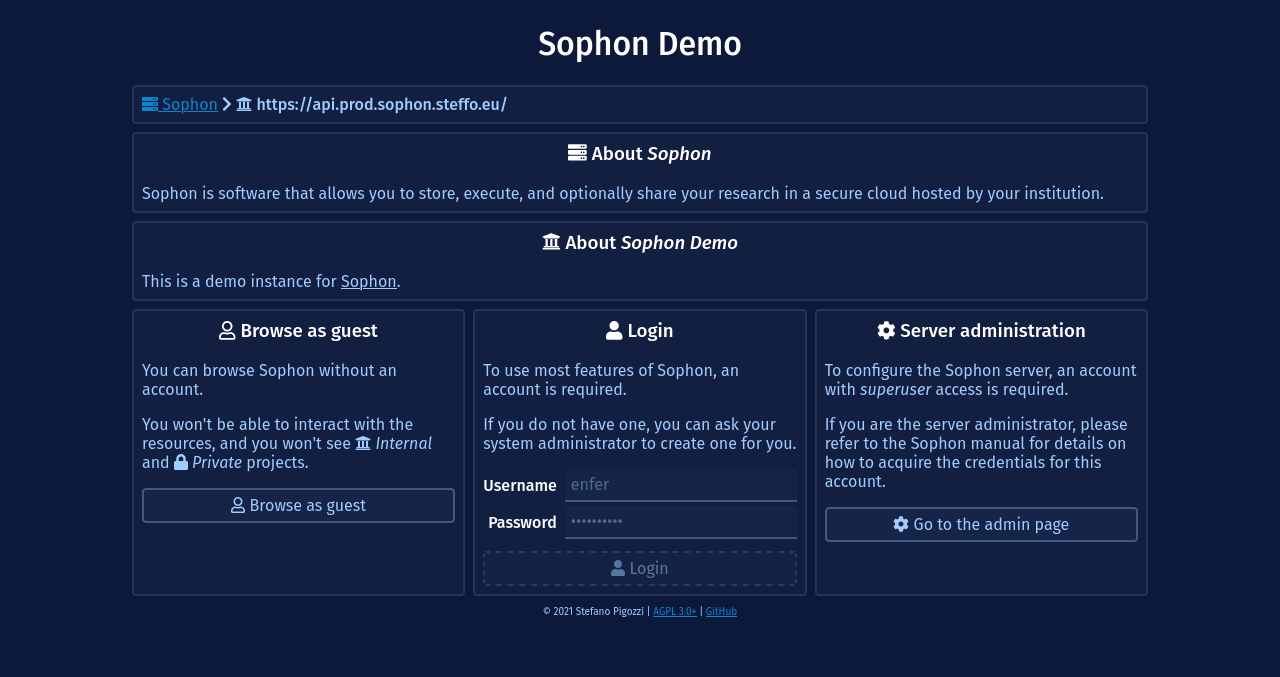 Sophon Demo
Sophon https://api.prod.sophon.steffo.eu/
About Sophon
Sophon is software that allows you to store, execute, and optionally share your research in a secure cloud hosted by your institution.
About Sophon Demo
This is a demo instance for Sophon.
Browse as guest
You can browse Sophon without an
account.
You won't be able to interact with the
resources, and you won't see Internal
and Private projects.
Browse as guest
Login
To use most features of Sophon, an
account is required.
If you do not have one, you can ask your
system administrator to create one for you.
Username enfer
Password ••••••••••
Login
Server administration
To configure the Sophon server, an account
with superuser access is required.
If you are the server administrator, please
refer to the Sophon manual for details on
how to acquire the credentials for this
account.
Go to the admin page
© 2021 Stefano Pigozzi | AGPL 3.0+ | GitHub